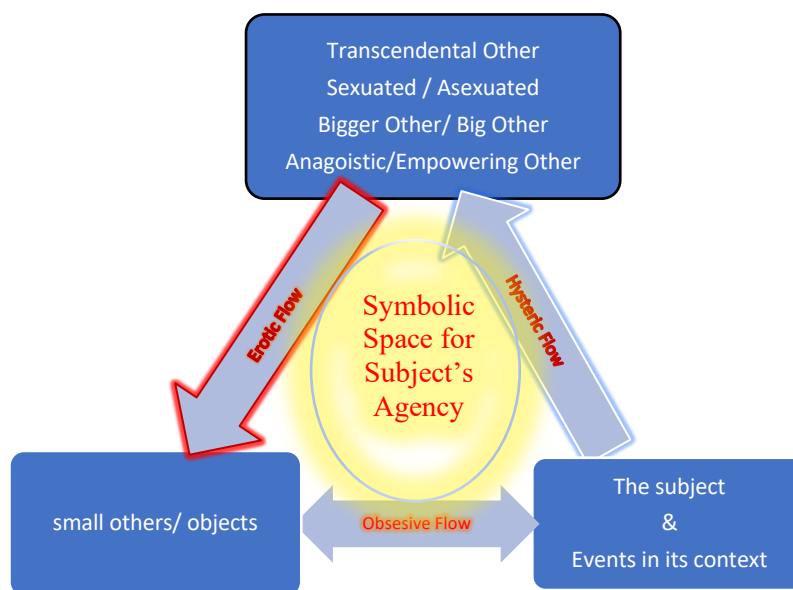 Transcendental Other
Sexuated / Asexuated
Bigger Other/ Big Other
Anagoistic/Empowering Other
Erotic Flow
Symbolic
Space for
Subject's
Agency
Hysteric Flow
small others/ objects
Obsesive Flow
The subject
&
Events in its context